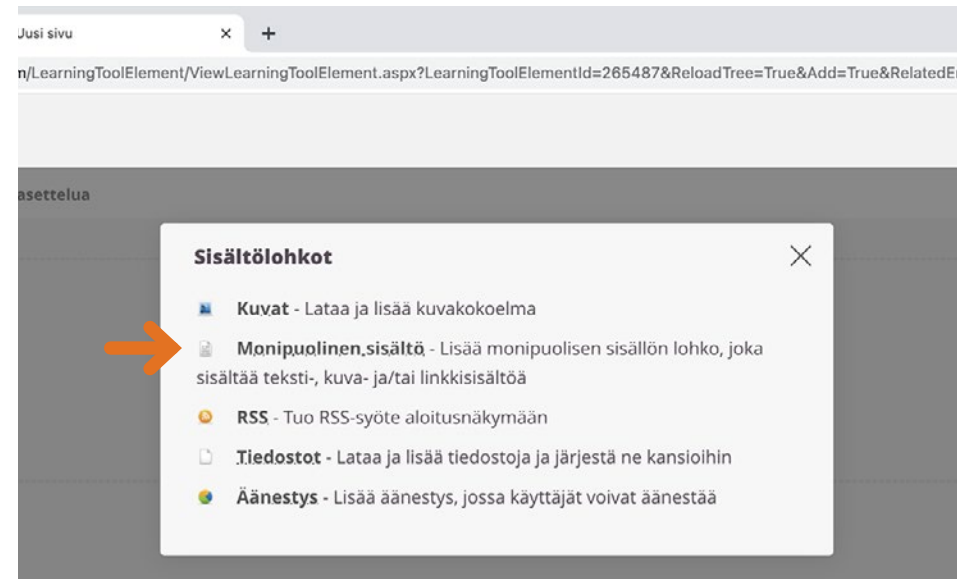 Uusi sivu × +
m/LearningToolElement/ViewLearningToolElement.aspx?LearningToolElementId=265487&ReloadTree=True&Add=True&RelatedE
asettelua
Sisältölohkot
Kuvat - Lataa ja lisää kuvakokoelma
Monipuolinen sisältö - Lisää monipuolisen sisällön lohko, joka
sisältää teksti-, kuva- ja/tai linkkisisältöä
RSS - Tuo RSS-syöte aloitusnäkymään
Tiedostot - Lataa ja lisää tiedostoja ja järjestä ne kansioihin
Äänestys - Lisää äänestys, jossa käyttäjät voivat äänestää